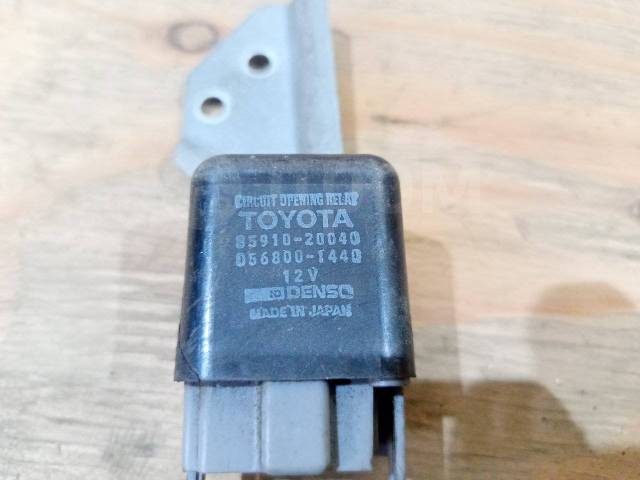 CIRCUIT OPENING RELAY
TOYOTA
85910-20040
056800-1440
12V
DENSO
MADE IN JAPAN